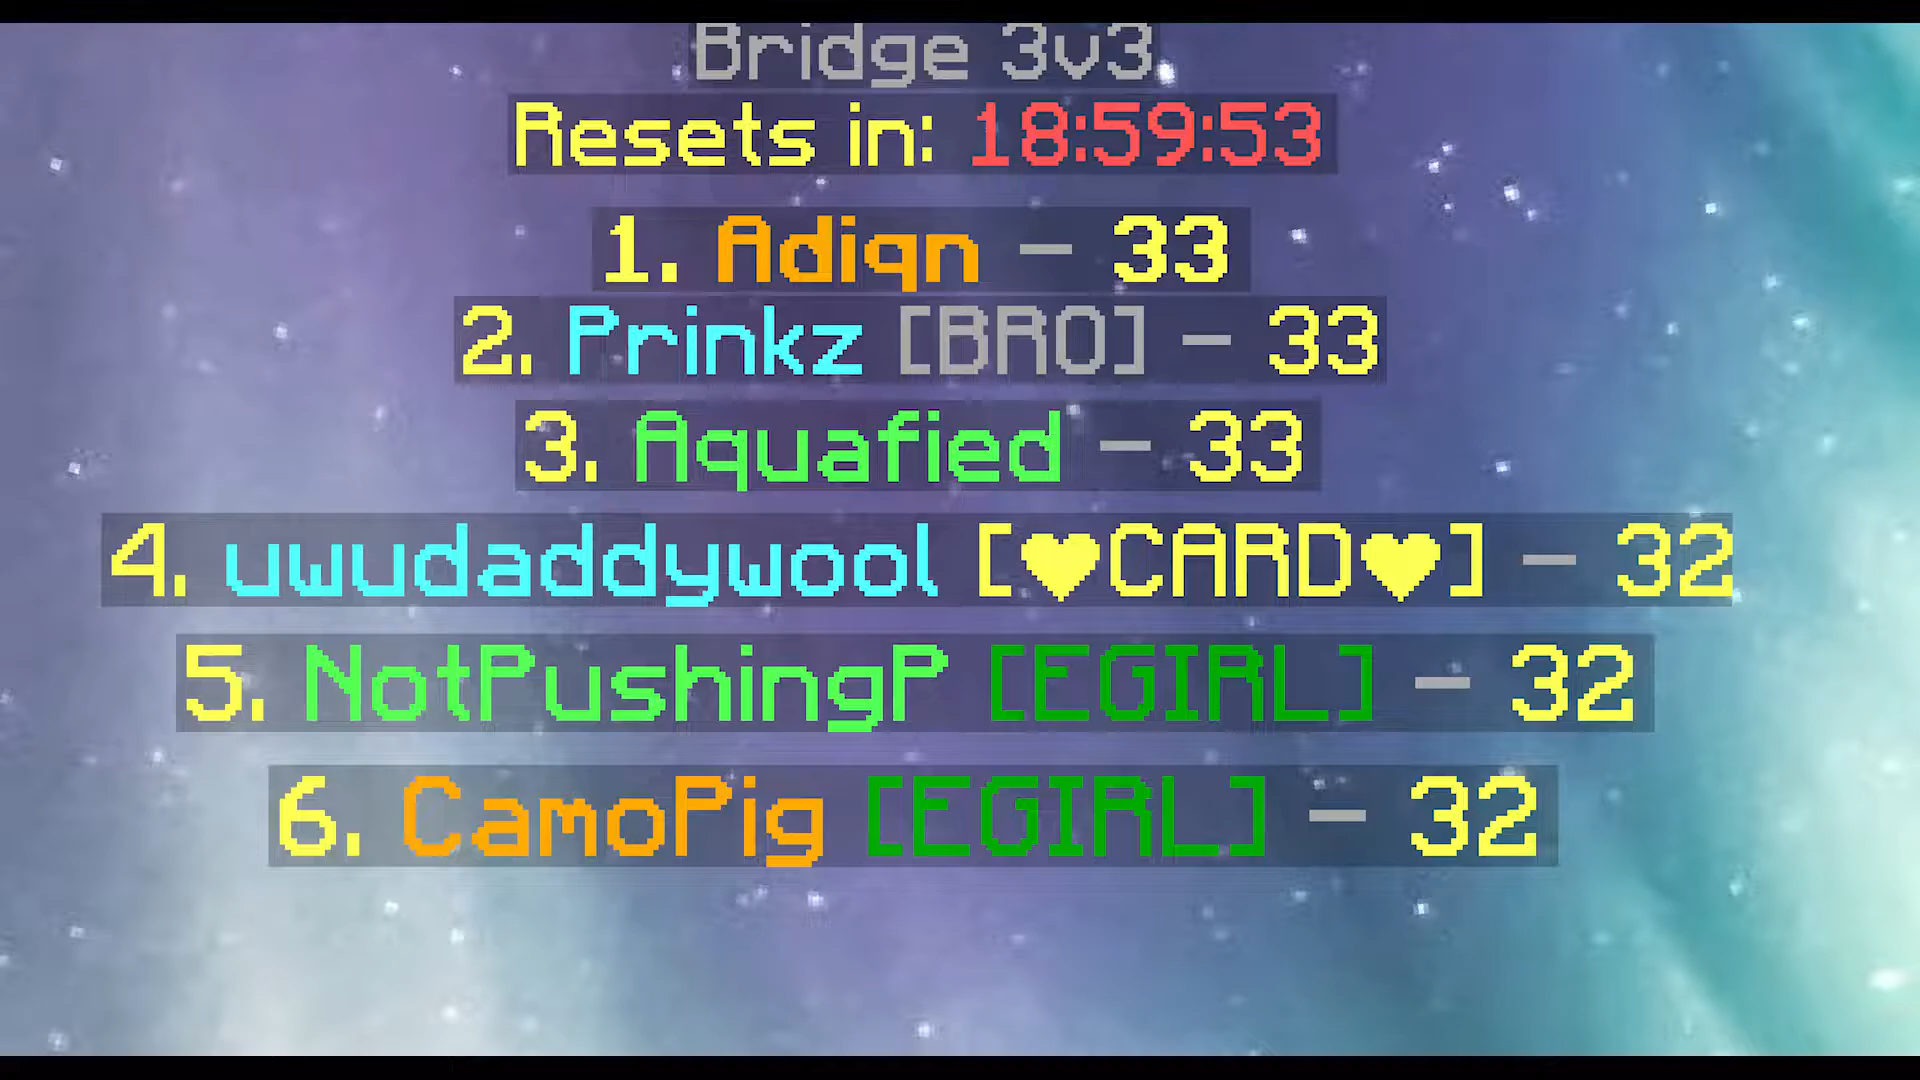 Bridge 3v3
Resets in: 18:59:53
1. Adiqn - 33
2. Prinkz [BRO] - 33
3. Aquafied - 33
4. uwudaddywool [♥CARD♥] - 32
5. NotPushingP [EGIRL] - 32
6. CamoPig [EGIRL] - 32